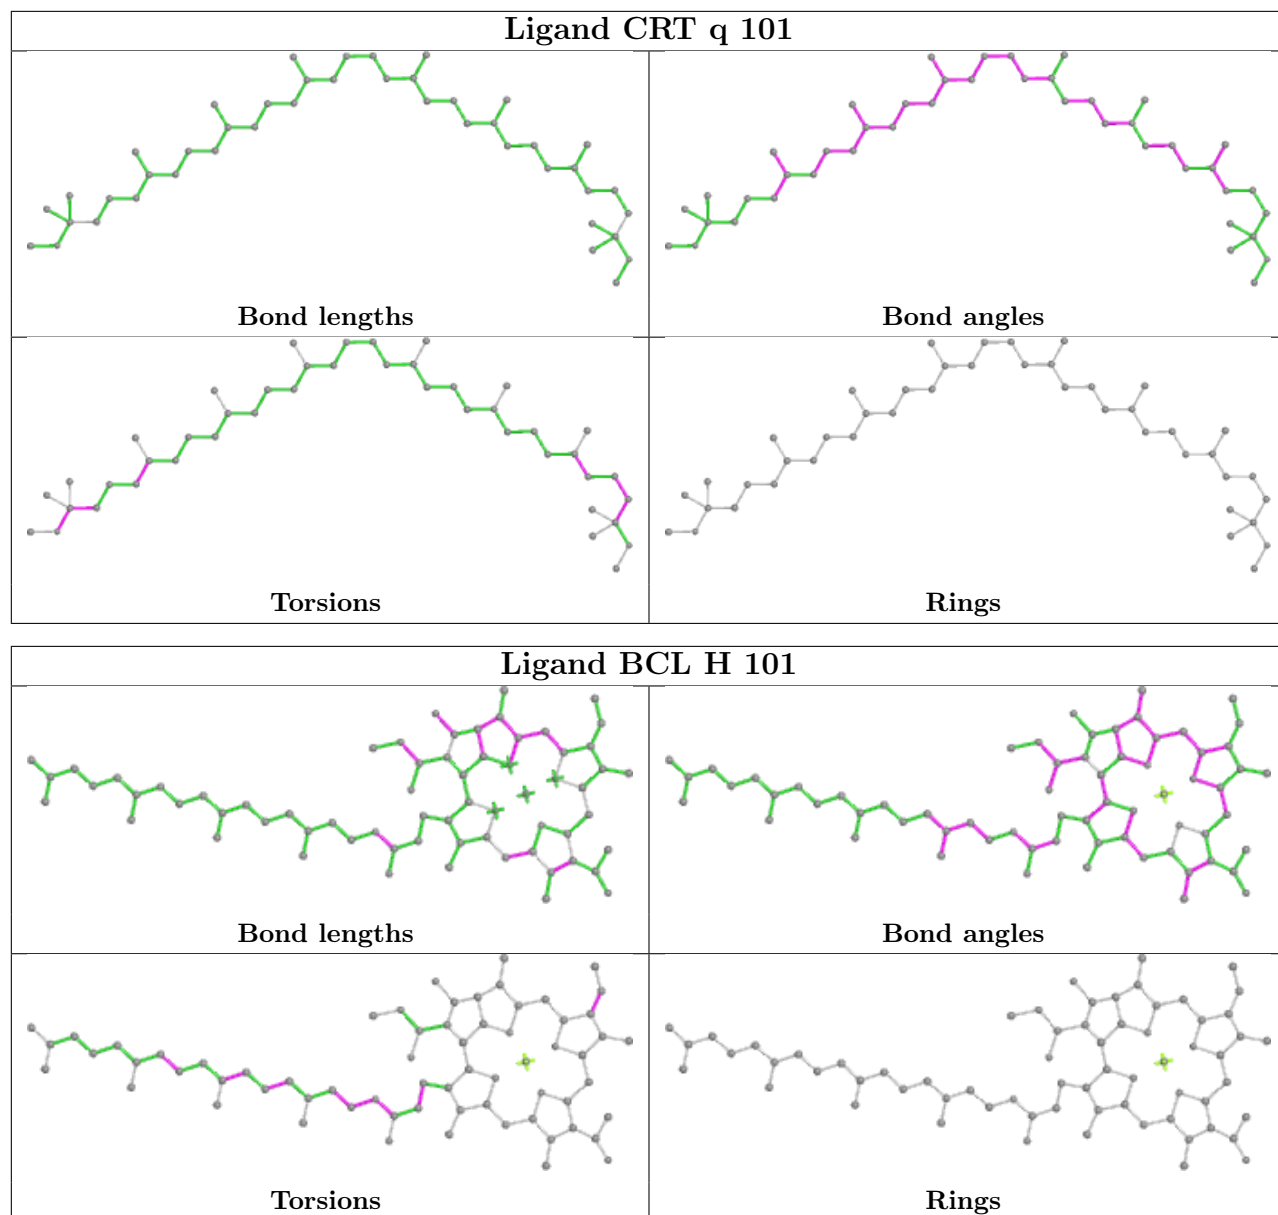 Ligand CRT q 101
Bond lengths
Bond angles
Torsions
Rings
Ligand BCL H 101
Bond lengths
Bond angles
Torsions
Rings